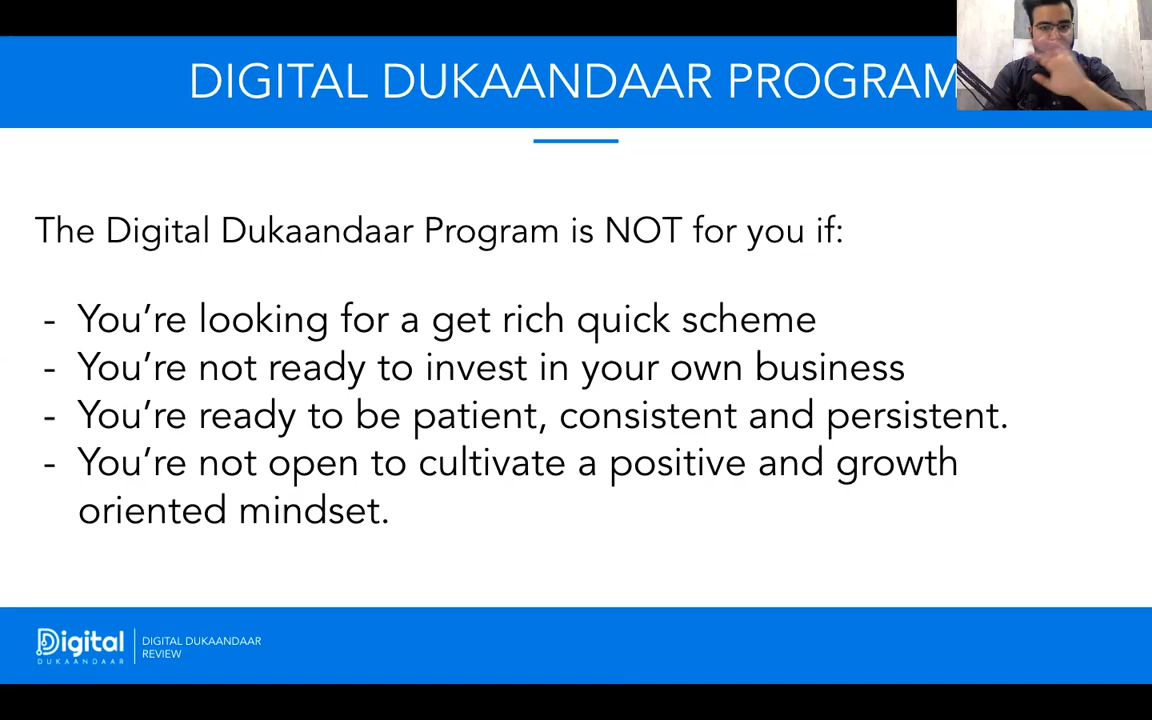 DIGITAL DUKAANDAAR PROGRAM
The Digital Dukaandaar Program is NOT for you if:
- You’re looking for a get rich quick scheme
- You’re not ready to invest in your own business
- You’re ready to be patient, consistent and persistent.
- You’re not open to cultivate a positive and growth
oriented mindset.
Digital
DUKAANDAAR
DIGITAL DUKAANDAAR
REVIEW